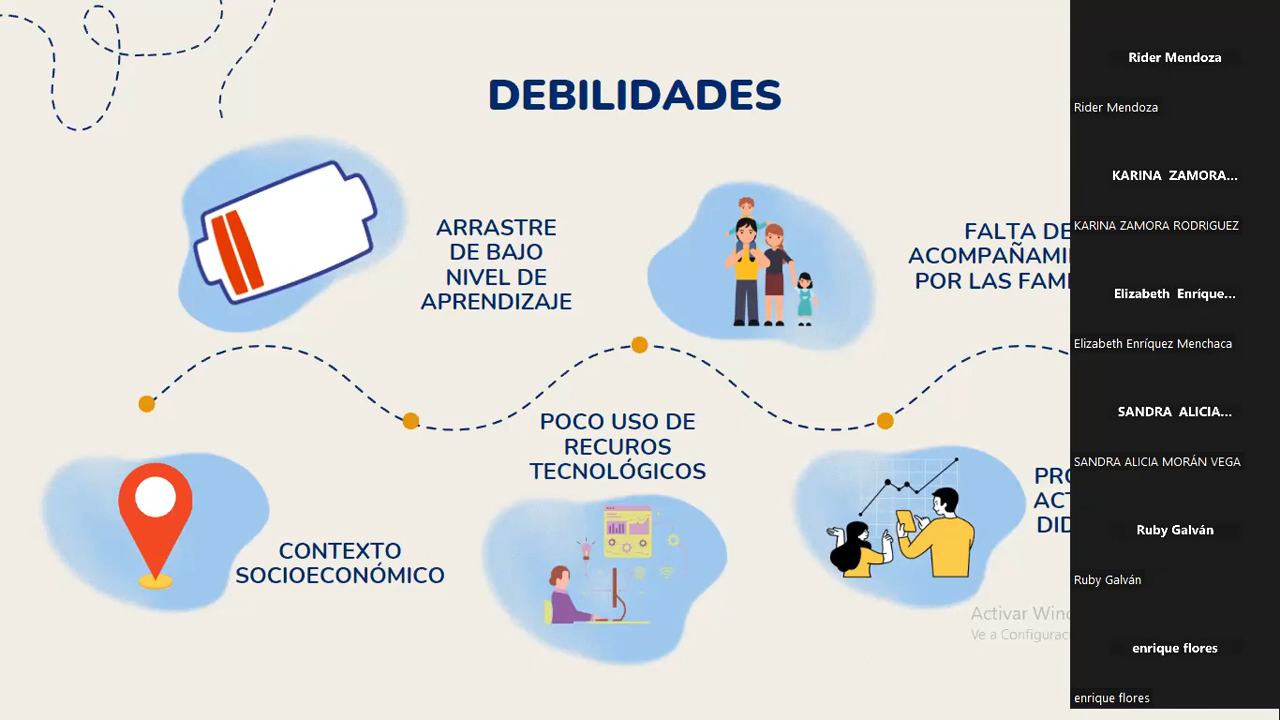 DEBILIDADES
ARRASTRE
DE BAJO
NIVEL DE
APRENDIZAJE
FALTA DE
ACOMPAÑAMI
POR LAS FAMI
POCO USO DE
RECUROS
TECNOLÓGICOS
PRO
ACT
DID
CONTEXTO
SOCIOECONÓMICO
Activar Wind
Ve a Configurac
Rider Mendoza
Rider Mendoza
KARINA ZAMORA...
KARINA ZAMORA RODRIGUEZ
Elizabeth Enríque...
Elizabeth Enríquez Menchaca
SANDRA ALICIA...
SANDRA ALICIA MORÁN VEGA
Ruby Galván
Ruby Galván
enrique flores
enrique flores